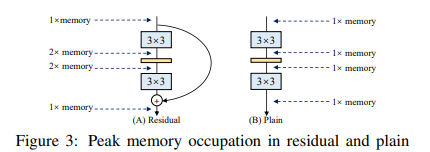 1×memory
1× memory
3×3
3×3
2× memory
1× memory
2× memory
1× memory
3×3
3×3
+
1× memory
1× memory
(A) Residual
(B) Plain
Figure 3: Peak memory occupation in residual and plain